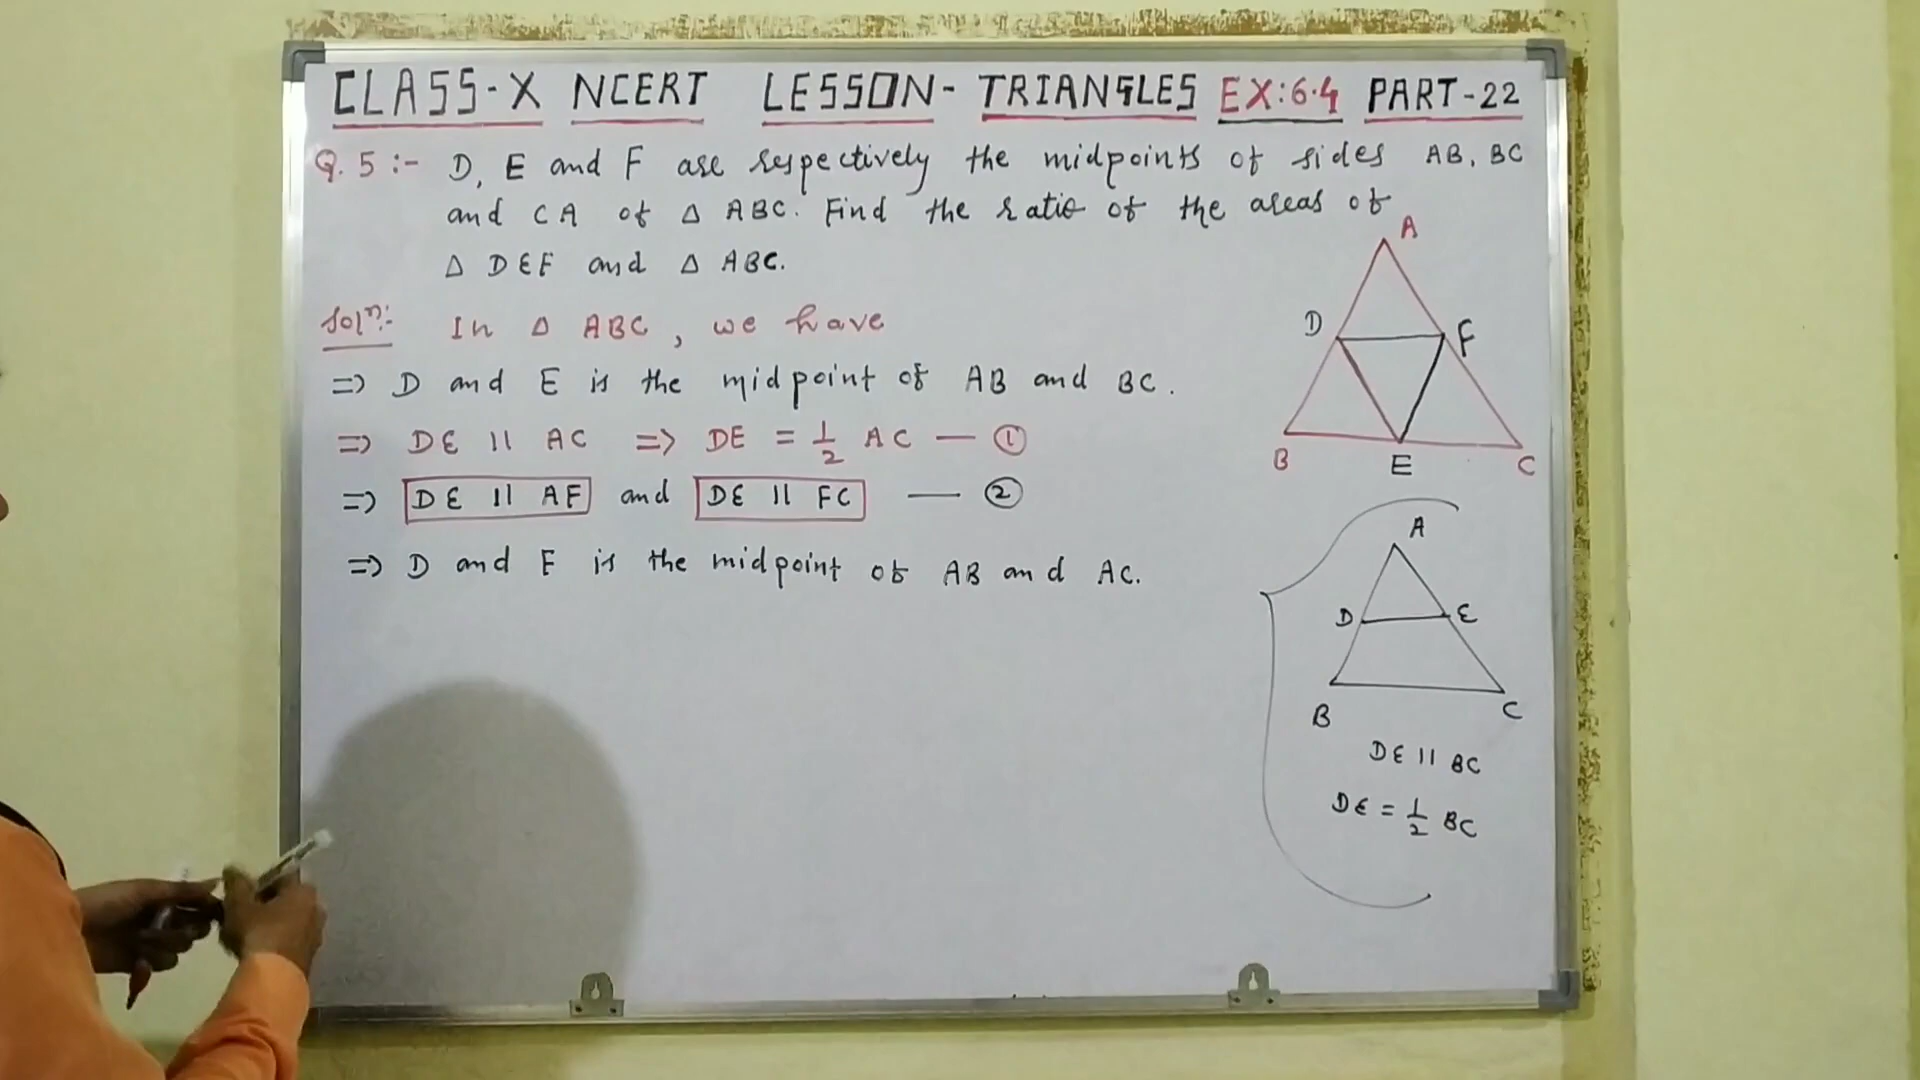 CLASS-X NCERT LESSON- TRIANGLES EX:6.4 PART-22
Q.5:- D, E and F are respectively the midpoints of sides AB, BC
and CA of Δ ABC. Find the ratio of the areas of
Δ DEF and Δ ABC.
Solⁿ:- In Δ ABC, we have
=> D and E is the midpoint of AB and BC.
=> DE || AC => DE = 1/2 AC — ①
=> DE || AF and DE || FC — ②
=> D and F is the midpoint of AB and AC.
A
D
F
B
E
C
A
D
E
B
C
DE || BC
DE = 1/2 BC